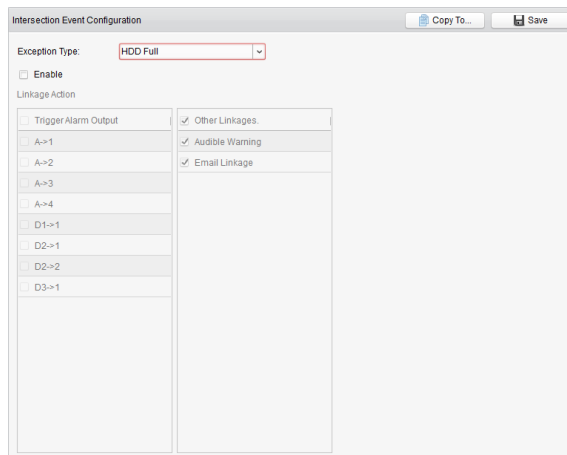 Intersection Event Configuration
Copy To...
Save
Exception Type:
HDD Full
Enable
Linkage Action
Trigger Alarm Output
Other Linkages.
A->1
Audible Warning
A->2
Email Linkage
A->3
A->4
D1->1
D2->1
D2->2
D3->1